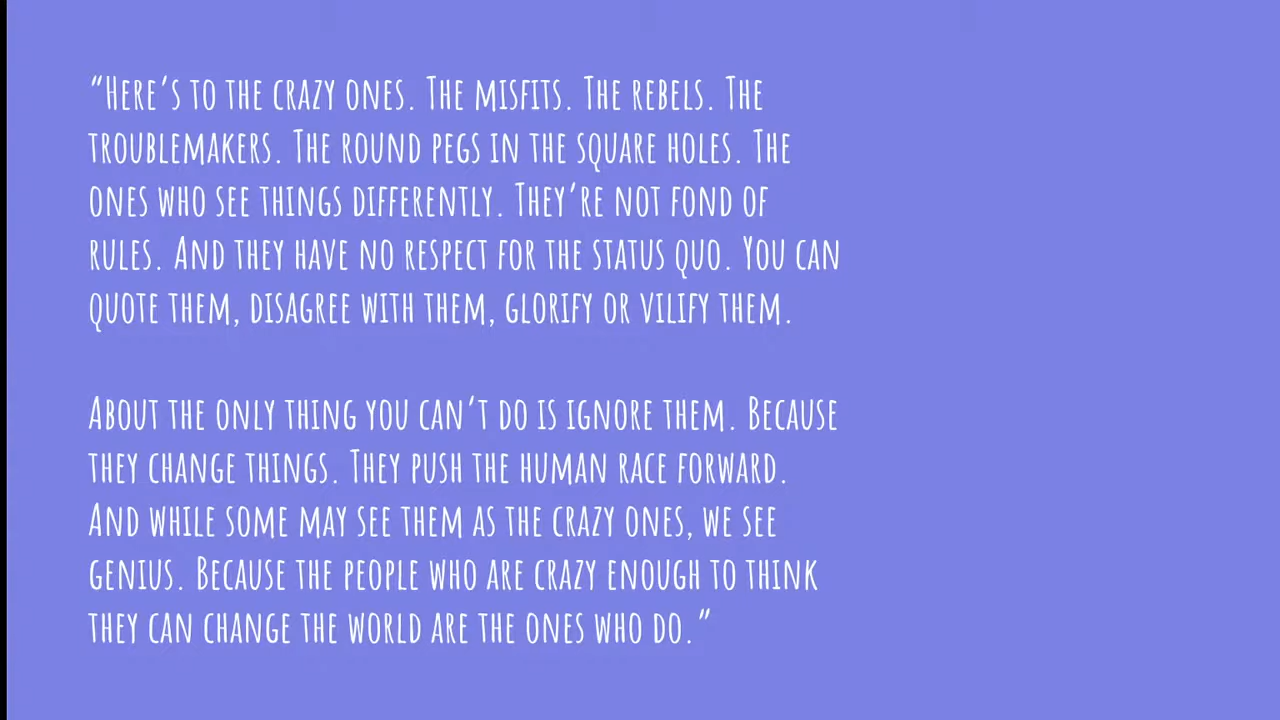 “Here’s to the crazy ones. The misfits. The rebels. The
troublemakers. The round pegs in the square holes. The
ones who see things differently. They’re not fond of
rules. And they have no respect for the status quo. You can
quote them, disagree with them, glorify or vilify them.
About the only thing you can’t do is ignore them. Because
they change things. They push the human race forward.
And while some may see them as the crazy ones, we see
genius. Because the people who are crazy enough to think
they can change the world are the ones who do.”